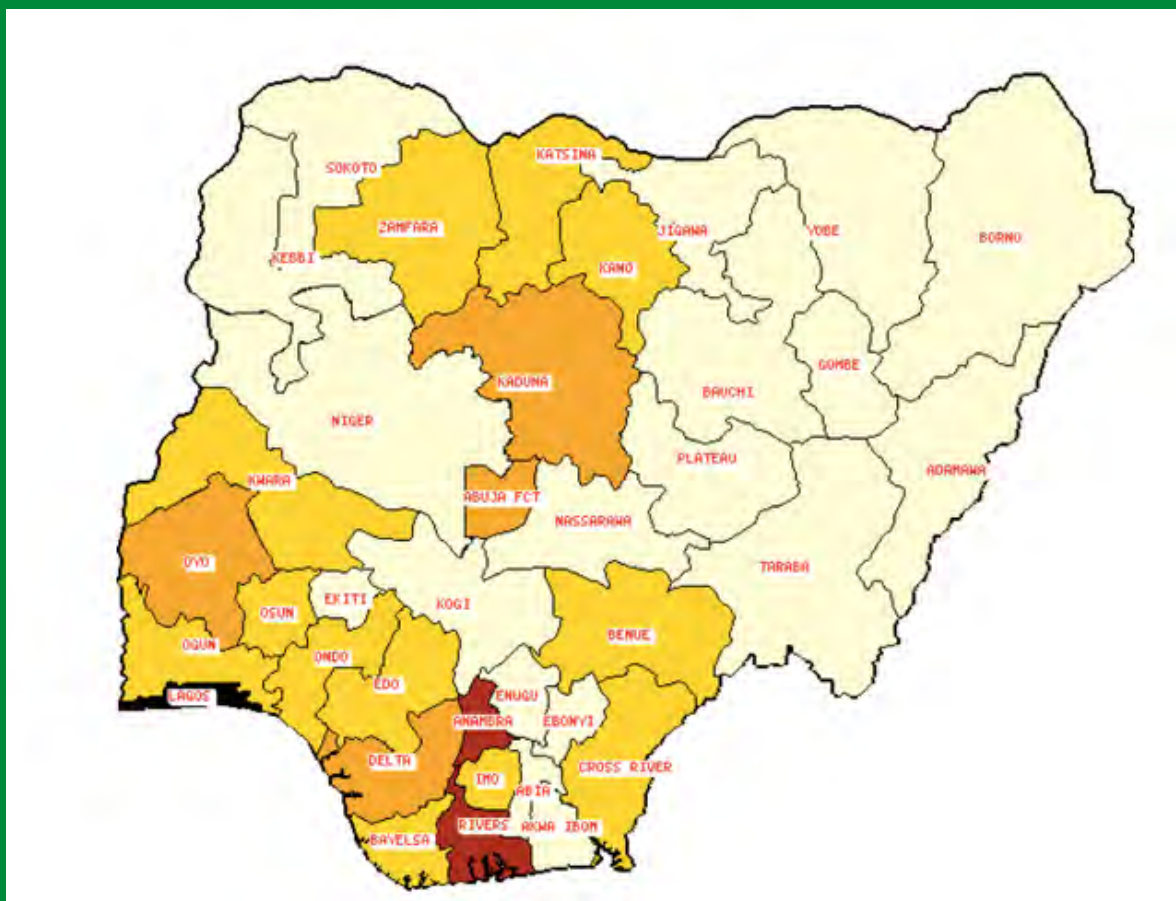 KATSINA
SOKOTO
ZAMFARA
JIGAWA
YOBE
BORNO
KEBBI
KANO
GOMBE
KADUNA
BAUCHI
NIGER
PLATEAU
ADAMAWA
KWARA
ABUJA FCT
NASSARAWA
OYO
TARABA
EKITI
KOGI
OSUN
BENUE
OGUN
ONDO
EDO
LAGOS
ENUGU
ANAMBRA
EBONYI
DELTA
CROSS RIVER
IMO
ABIA
RIVERS
AKWA IBOM
BAYELSA